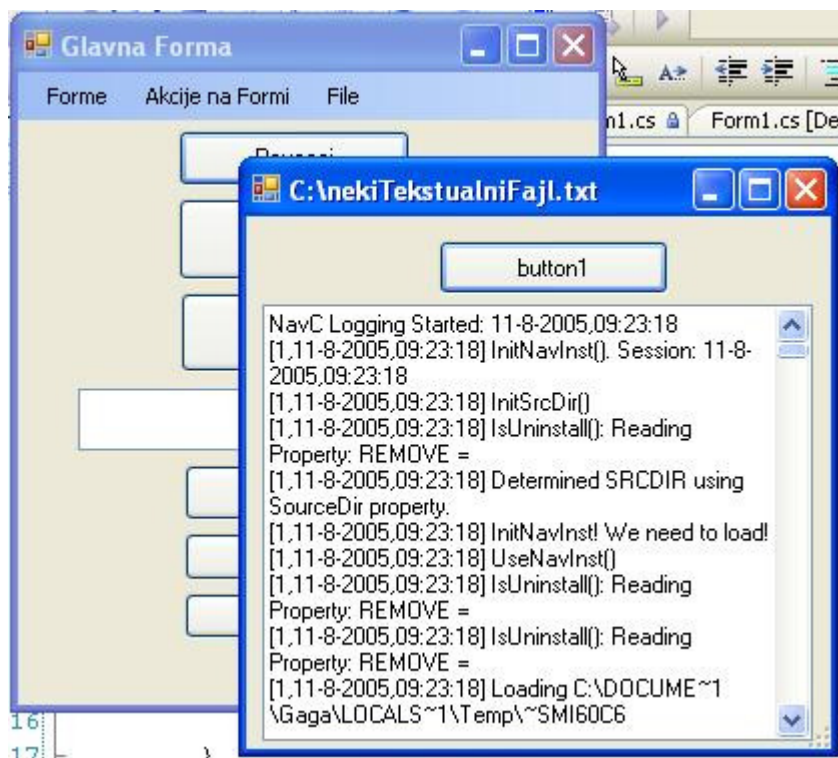 Glavna Forma
Forme Akcije na Formi File
Form1.cs [De
C:\nekiTekstualniFajl.txt
button1
NavC Logging Started: 11-8-2005,09:23:18
[1,11-8-2005,09:23:18] InitNavInst(). Session: 11-8-
2005,09:23:18
[1,11-8-2005,09:23:18] InitSrcDir()
[1,11-8-2005,09:23:18] IsUninstall(): Reading
Property: REMOVE =
[1,11-8-2005,09:23:18] Determined SRCDIR using
SourceDir property.
[1,11-8-2005,09:23:18] InitNavInst! We need to load!
[1,11-8-2005,09:23:18] UseNavInst()
[1,11-8-2005,09:23:18] IsUninstall(): Reading
Property: REMOVE =
[1,11-8-2005,09:23:18] IsUninstall(): Reading
Property: REMOVE =
[1,11-8-2005,09:23:18] Loading C:\DOCUME~1
\Gaga\LOCALS~1\Temp\~SMI60C6
16
17 }